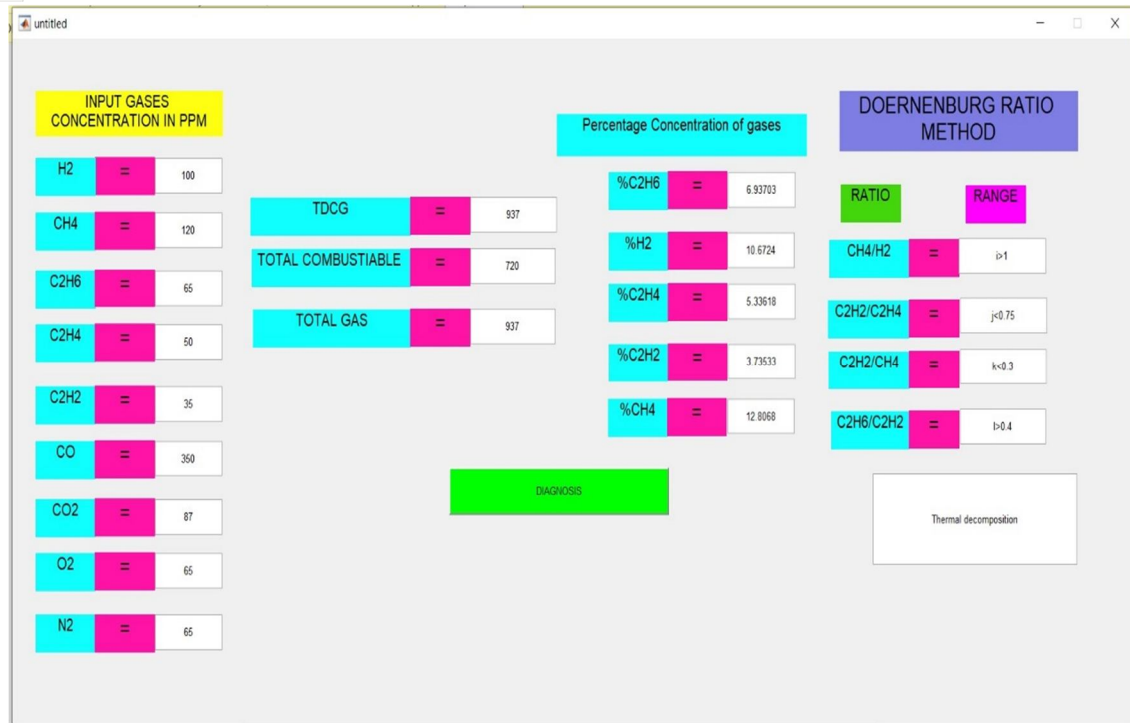 untitled
INPUT GASES
CONCENTRATION IN PPM
H2 = 100
CH4 = 120
C2H6 = 65
C2H4 = 50
C2H2 = 35
CO = 350
CO2 = 87
O2 = 65
N2 = 65
TDCG = 937
TOTAL COMBUSTIABLE = 720
TOTAL GAS = 937
Percentage Concentration of gases
%C2H6 = 6.93703
%H2 = 10.6724
%C2H4 = 5.33618
%C2H2 = 3.73533
%CH4 = 12.8068
DIAGNOSIS
DOERNENBURG RATIO
METHOD
RATIO RANGE
CH4/H2 = i>1
C2H2/C2H4 = j<0.75
C2H2/CH4 = k<0.3
C2H6/C2H2 = l>0.4
Thermal decomposition